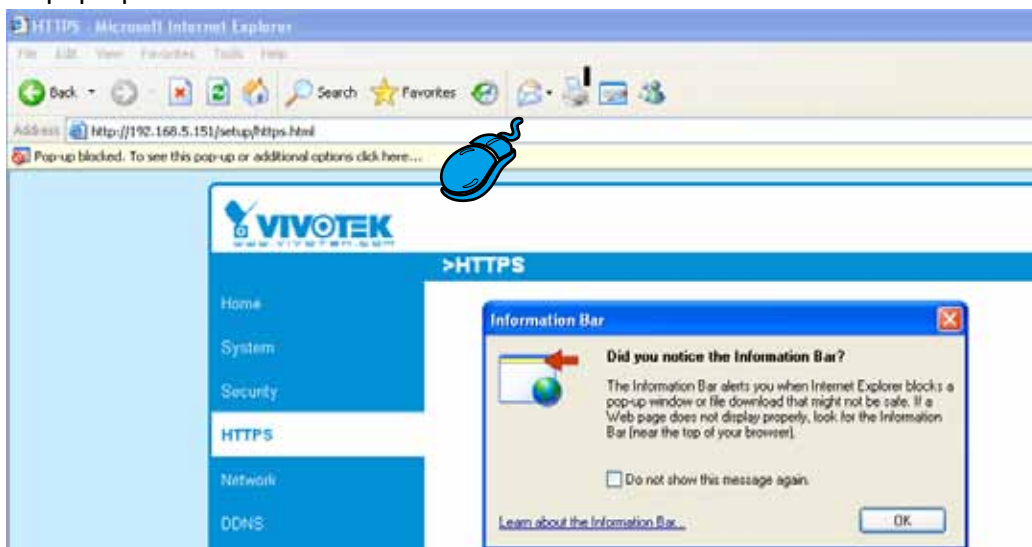 HTTPS - Microsoft Internet Explorer
File Edit View Favorites Tools Help
Back Search Favorites
Address http://192.168.5.151/setup/https.html
Pop-up blocked. To see this pop-up or additional options click here...
VIVOTEK
www.vivotek.com
>HTTPS
Home
System
Security
HTTPS
Network
DDNS
Information Bar
Did you notice the Information Bar?
The Information Bar alerts you when Internet Explorer blocks a
pop-up window or file download that might not be safe. If a
Web page does not display properly, look for the Information
Bar (near the top of your browser).
Do not show this message again.
Learn about the Information Bar...
OK